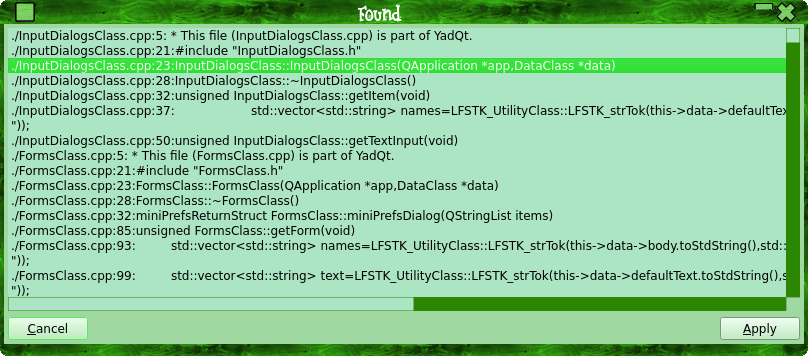 Found
./InputDialogsClass.cpp:5: * This file (InputDialogsClass.cpp) is part of YadQt.
./InputDialogsClass.cpp:21:#include "InputDialogsClass.h"
./InputDialogsClass.cpp:23:InputDialogsClass::InputDialogsClass(QApplication *app,DataClass *data)
./InputDialogsClass.cpp:28:InputDialogsClass::~InputDialogsClass()
./InputDialogsClass.cpp:32:unsigned InputDialogsClass::getItem(void)
./InputDialogsClass.cpp:37: std::vector<std::string> names=LFSTK_UtilityClass::LFSTK_strTok(this->data->defaultTex
"));
./InputDialogsClass.cpp:50:unsigned InputDialogsClass::getTextInput(void)
./FormsClass.cpp:5: * This file (FormsClass.cpp) is part of YadQt.
./FormsClass.cpp:21:#include "FormsClass.h"
./FormsClass.cpp:23:FormsClass::FormsClass(QApplication *app,DataClass *data)
./FormsClass.cpp:28:FormsClass::~FormsClass()
./FormsClass.cpp:32:miniPrefsReturnStruct FormsClass::miniPrefsDialog(QStringList items)
./FormsClass.cpp:85:unsigned FormsClass::getForm(void)
./FormsClass.cpp:93: std::vector<std::string> names=LFSTK_UtilityClass::LFSTK_strTok(this->data->body.toStdString(),std::
"));
./FormsClass.cpp:99: std::vector<std::string> text=LFSTK_UtilityClass::LFSTK_strTok(this->data->defaultText.toStdString(),s
"));
Cancel
Apply